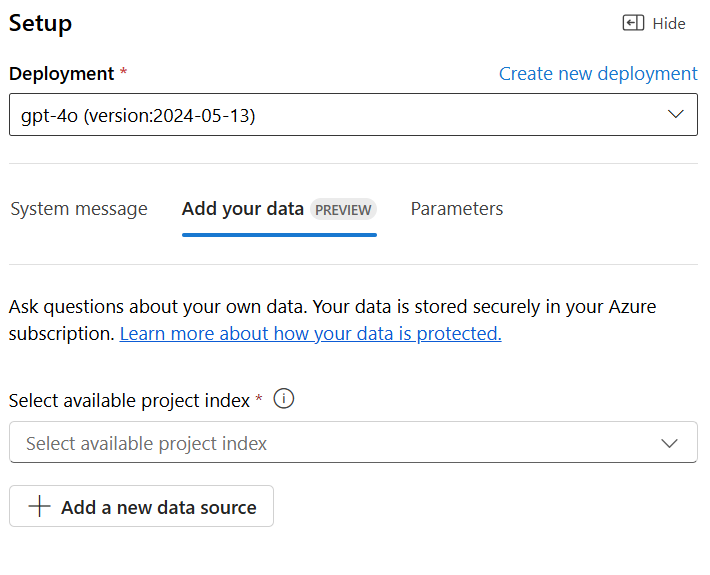 Setup
Hide
Deployment *
Create new deployment
gpt-4o (version:2024-05-13)
System message
Add your data PREVIEW
Parameters
Ask questions about your own data. Your data is stored securely in your Azure
subscription. Learn more about how your data is protected.
Select available project index *
Select available project index
Add a new data source